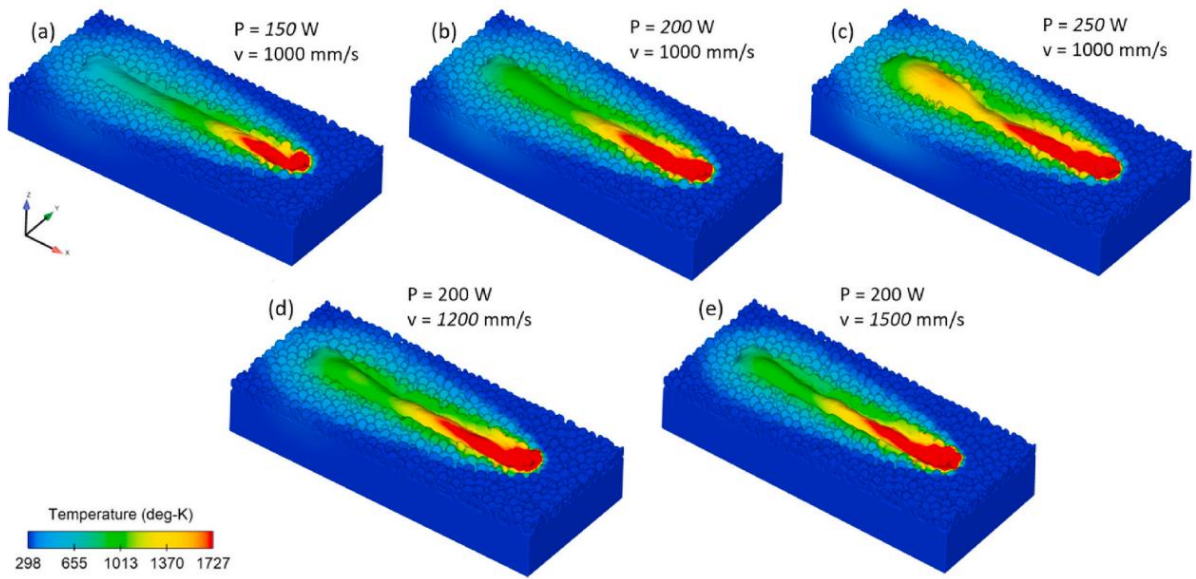 (a)
P = 150 W
v = 1000 mm/s
(b)
P = 200 W
v = 1000 mm/s
(c)
P = 250 W
v = 1000 mm/s
Z
Y
X
(d)
P = 200 W
v = 1200 mm/s
(e)
P = 200 W
v = 1500 mm/s
Temperature (deg-K)
298 655 1013 1370 1727